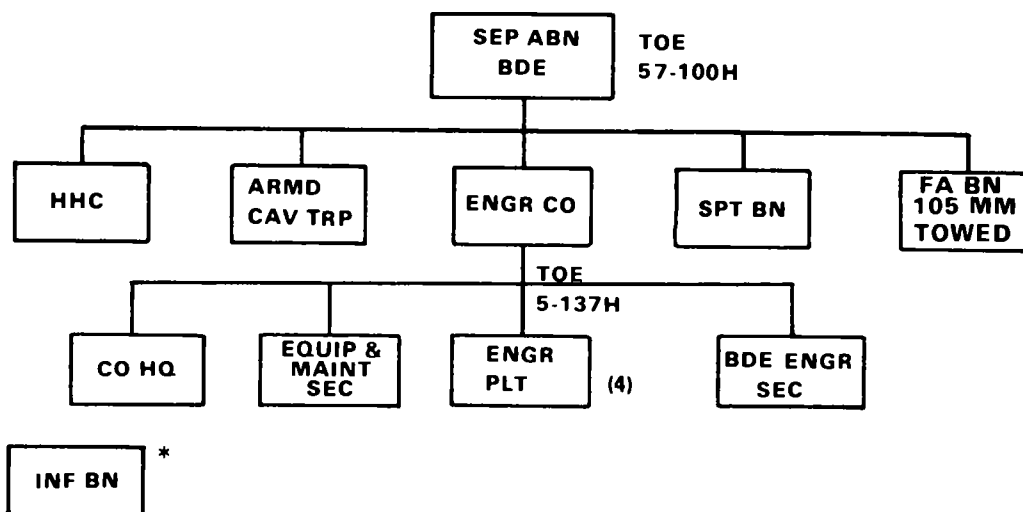 SEP ABN
BDE
TOE
57-100H
HHC
ARMD
CAV TRP
ENGR CO
SPT BN
FA BN
105 MM
TOWED
TOE
5-137H
CO HQ
EQUIP &
MAINT
SEC
ENGR
PLT
(4)
BDE ENGR
SEC
INF BN
*